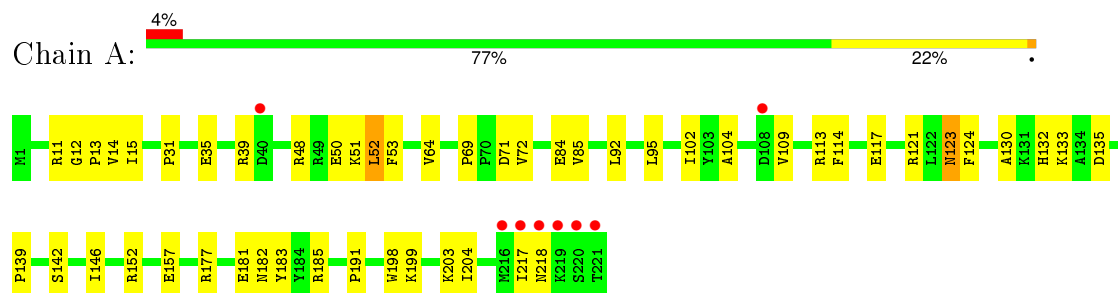 4%
Chain A:
77%
22%
•
M1 R11 G12 P13 V14 I15 P31 E35 R39 D40 R48 R49 E50 K51 L52 F53 V64 P69 P70 D71 V72 E84 V85 L92 L95 I102 Y103 A104 D108 V109 R113 F114 E117 R121 L122 N123 F124 A130 K131 H132 K133 A134 D135
P139 S142 I146 R152 E157 R177 E181 N182 Y183 Y184 R185 P191 W198 K199 K203 I204 M216 I217 N218 K219 S220 T221